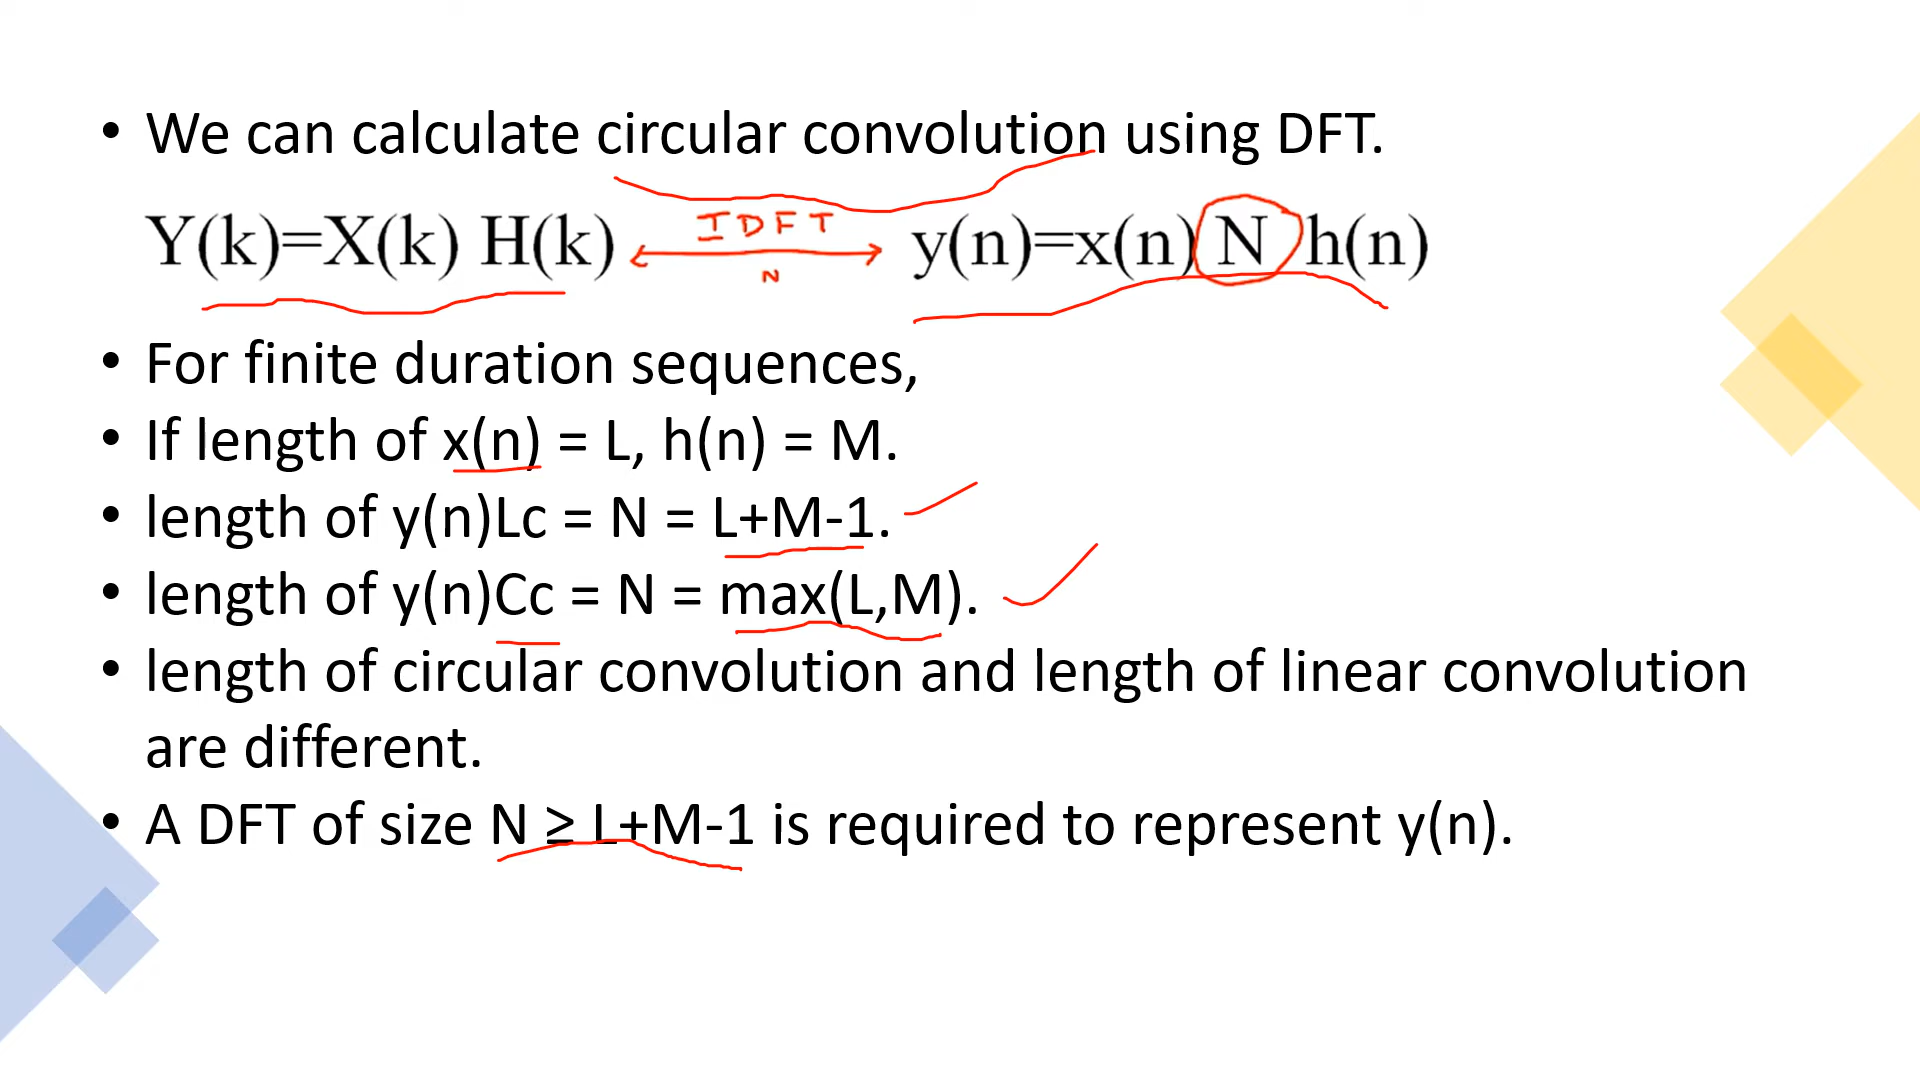 • We can calculate circular convolution using DFT.
Y(k)=X(k) H(k) IDFT N y(n)=x(n) N h(n)
• For finite duration sequences,
• If length of x(n) = L, h(n) = M.
• length of y(n)Lc = N = L+M-1.
• length of y(n)Cc = N = max(L,M).
• length of circular convolution and length of linear convolution
are different.
• A DFT of size N ≥ L+M-1 is required to represent y(n).